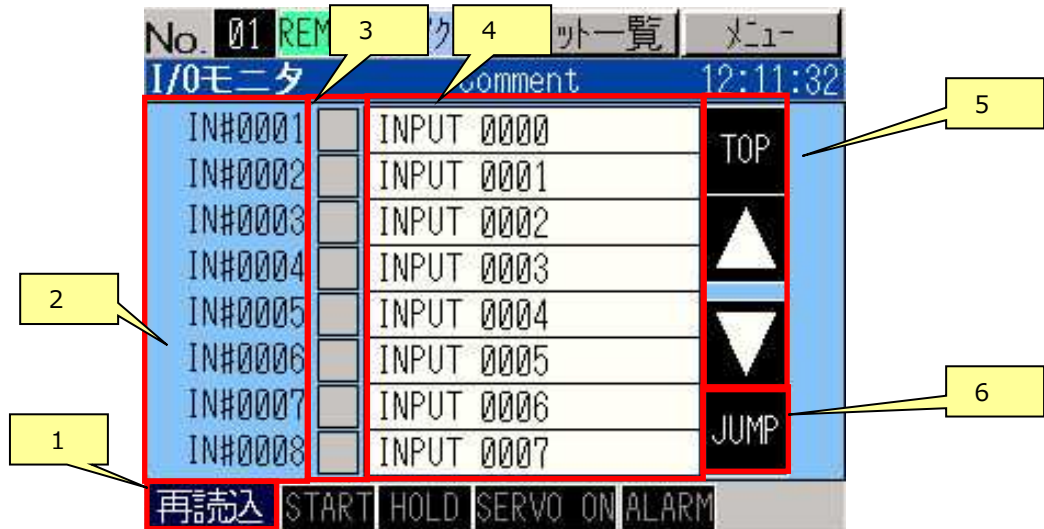 No. 01 REM 3 ク 4 ット一覧 メニュー
I/Oモニタ Comment 12:11:32
5
IN#0001 INPUT 0000 TOP
IN#0002 INPUT 0001
IN#0003 INPUT 0002
IN#0004 INPUT 0003
2
IN#0005 INPUT 0004
IN#0006 INPUT 0005
IN#0007 INPUT 0006
6
JUMP
1
IN#0008 INPUT 0007
再読込 START HOLD SERVO ON ALARM